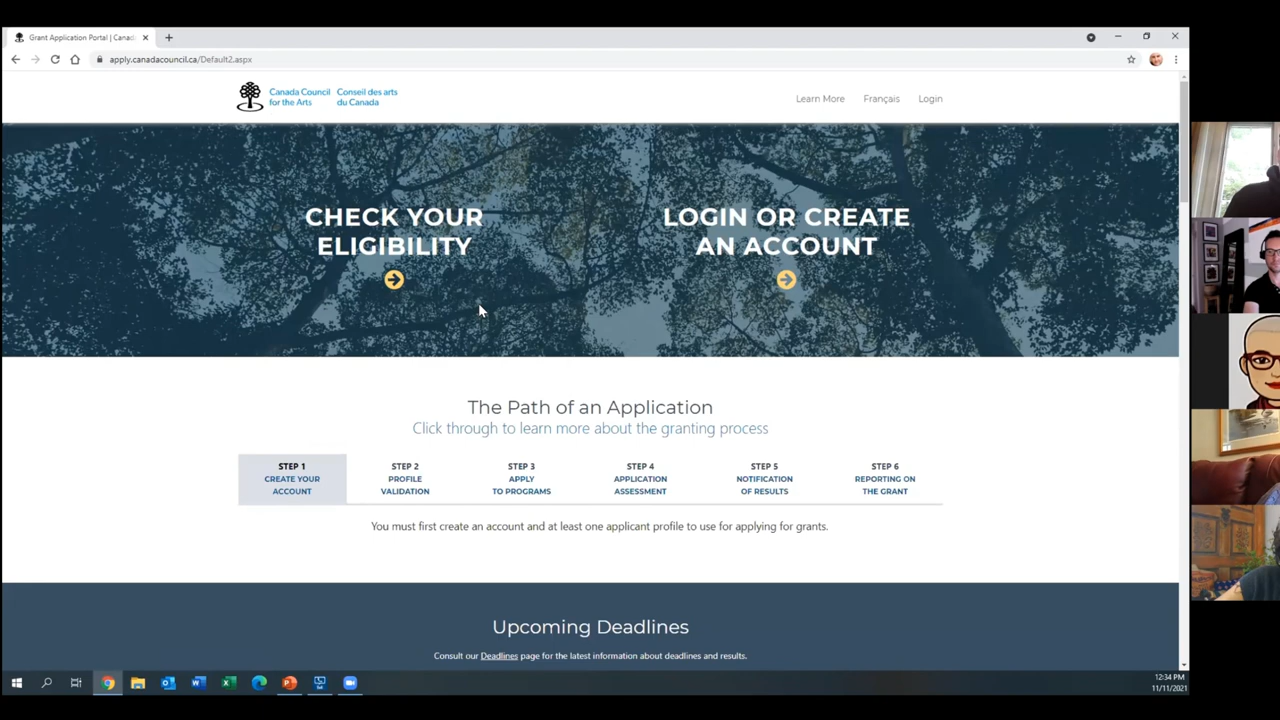 Grant Application Portal | Canad
apply.canadacouncil.ca/Default2.aspx
Canada Council for the Arts
Conseil des arts du Canada
Learn More Français Login
CHECK YOUR
ELIGIBILITY
LOGIN OR CREATE
AN ACCOUNT
The Path of an Application
Click through to learn more about the granting process
STEP 1
CREATE YOUR
ACCOUNT
STEP 2
PROFILE
VALIDATION
STEP 3
APPLY
TO PROGRAMS
STEP 4
APPLICATION
ASSESSMENT
STEP 5
NOTIFICATION
OF RESULTS
STEP 6
REPORTING ON
THE GRANT
You must first create an account and at least one applicant profile to use for applying for grants.
Upcoming Deadlines
Consult our Deadlines page for the latest information about deadlines and results.
12:34 PM
11/11/2021